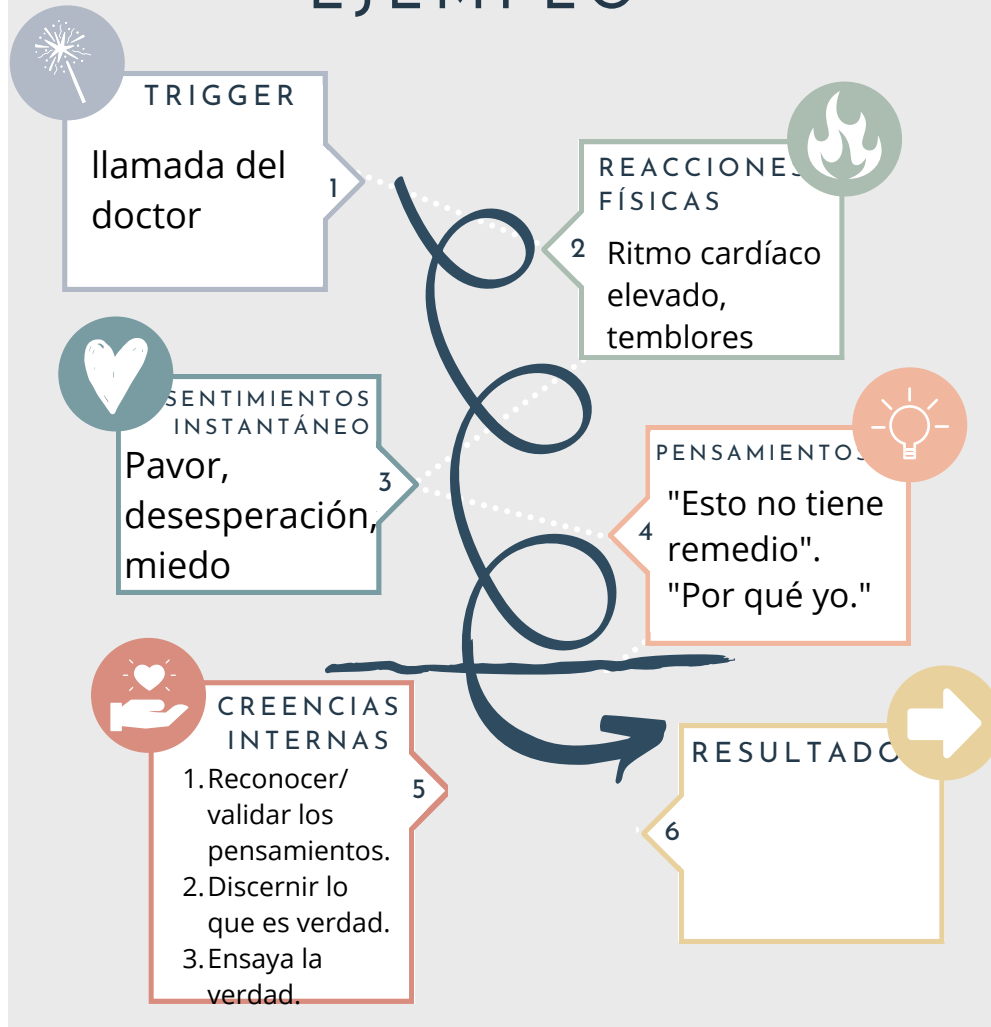 EJEMPLO
TRIGGER
llamada del
doctor
1
REACCIONES
FÍSICAS
2
Ritmo cardíaco
elevado,
temblores
SENTIMIENTOS
INSTANTÁNEO
Pavor,
desesperación,
miedo
3
PENSAMIENTOS
4
"Esto no tiene
remedio".
"Por qué yo."
CREENCIAS
INTERNAS
1.Reconocer/
validar los
pensamientos.
2.Discernir lo
que es verdad.
3.Ensaya la
verdad.
5
RESULTADO
6